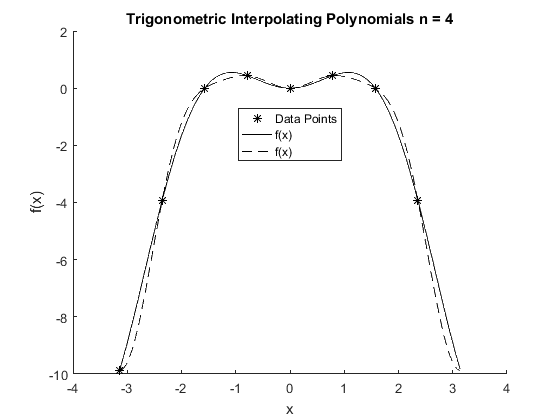 Trigonometric Interpolating Polynomials n = 4
2
0
-2
-4
-6
-8
-10
f(x)
Data Points
f(x)
f(x)
-4 -3 -2 -1 0 1 2 3 4
x